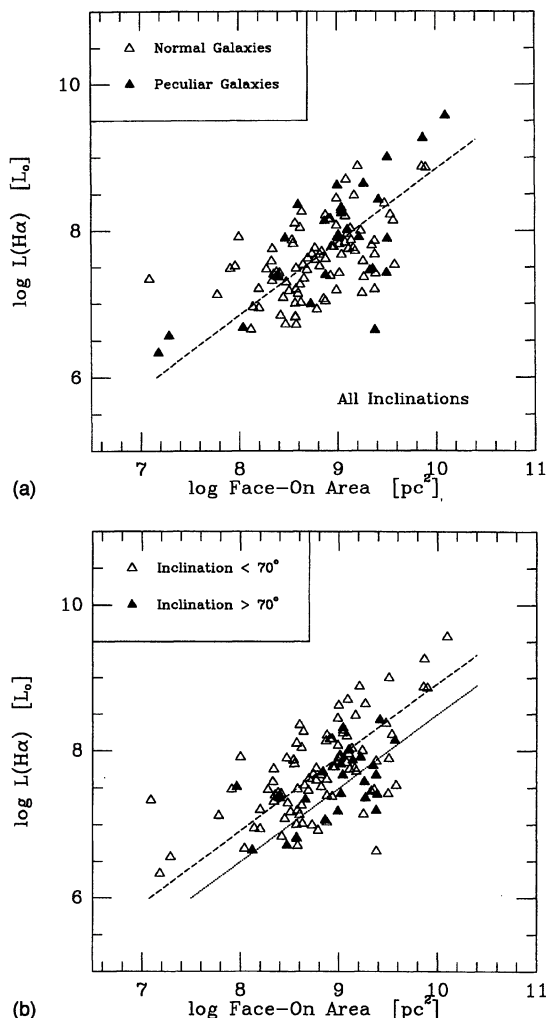 △ Normal Galaxies
▲ Peculiar Galaxies
10
8
6
log L(Hα) [L₀]
All Inclinations
7 8 9 10 11
(a)
log Face-On Area [pc²]
△ Inclination < 70°
▲ Inclination > 70°
10
8
6
log L(Hα) [L₀]
7 8 9 10 11
(b)
log Face-On Area [pc²]